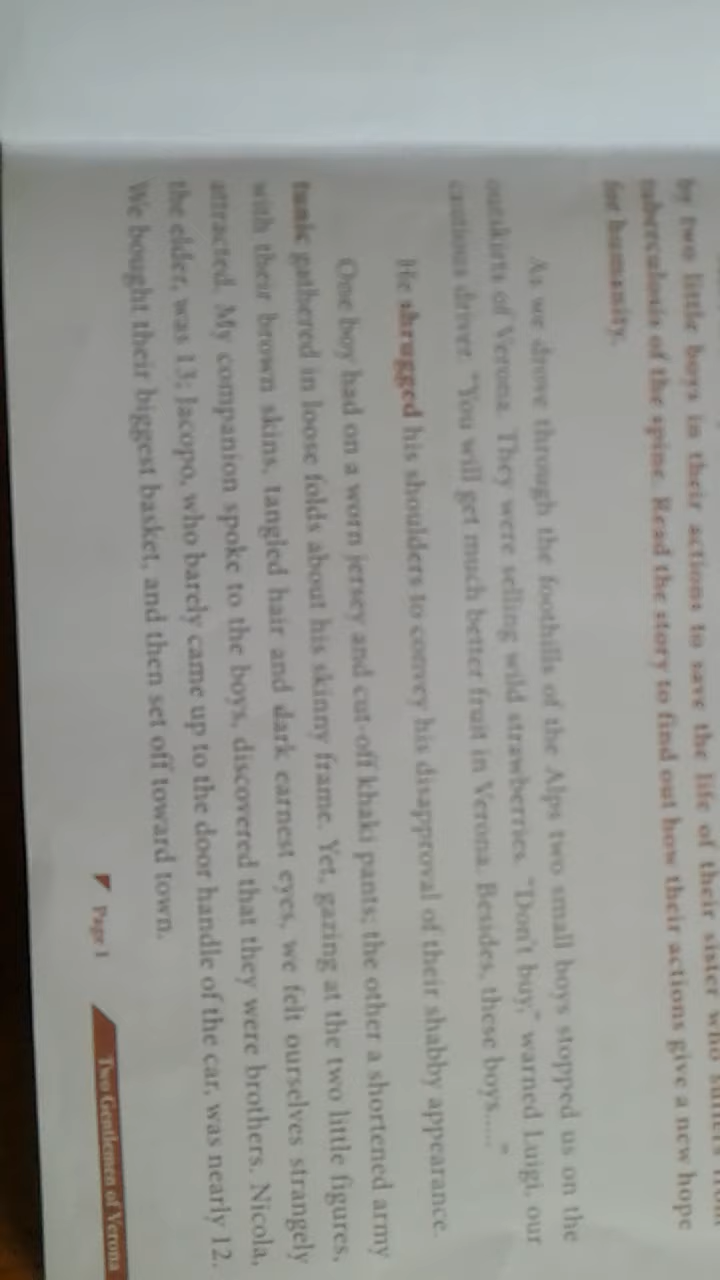 by two little boys in their actions to save the life of their sister who suffers from
tuberculosis of the spine. Read the story to find out how their actions give a new hope
for humanity.
As we drove through the foothills of the Alps two small boys stopped us on the
outskirts of Verona. They were selling wild strawberries. "Don't buy," warned Luigi, our
cautious driver. "You will get much better fruit in Verona. Besides, these boys...."
He shrugged his shoulders to convey his disapproval of their shabby appearance.
One boy had on a worn jersey and cut-off khaki pants; the other a shortened army
tunic gathered in loose folds about his skinny frame. Yet, gazing at the two little figures,
with their brown skins, tangled hair and dark earnest eyes, we felt ourselves strangely
attracted. My companion spoke to the boys, discovered that they were brothers. Nicola,
the elder, was 13; Jacopo, who barely came up to the door handle of the car, was nearly 12.
We bought their biggest basket, and then set off toward town.
Page 1
Two Gentlemen of Verona